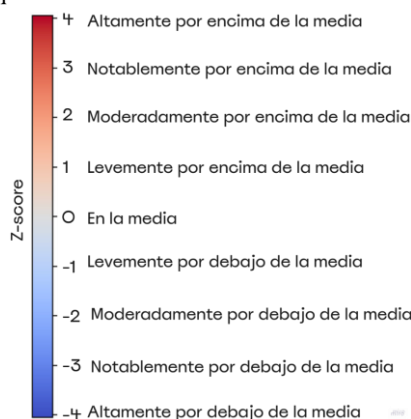 4 Altamente por encima de la media
3 Notablemente por encima de la media
2 Moderadamente por encima de la media
1 Levemente por encima de la media
Z-score
0 En la media
-1 Levemente por debajo de la media
-2 Moderadamente por debajo de la media
-3 Notablemente por debajo de la media
-4 Altamente por debajo de la media